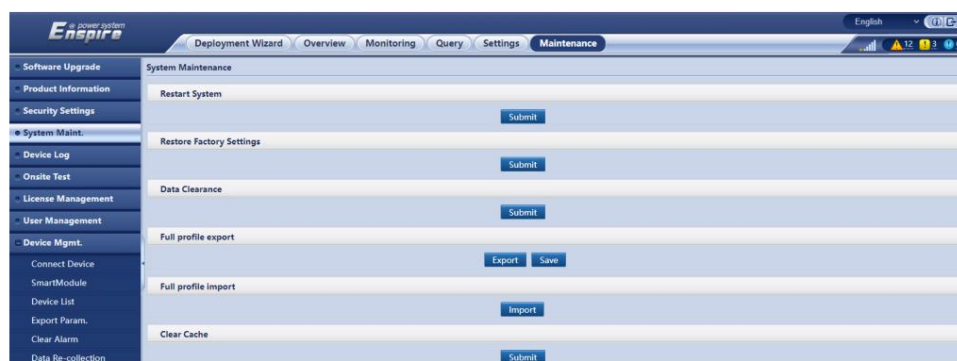 e power system
Enspire
English
Deployment Wizard Overview Monitoring Query Settings Maintenance
12 3
Software Upgrade
Product Information
Security Settings
System Maint.
Device Log
Onsite Test
License Management
User Management
Device Mgmt.
Connect Device
SmartModule
Device List
Export Param.
Clear Alarm
Data Re-collection
System Maintenance
Restart System
Submit
Restore Factory Settings
Submit
Data Clearance
Submit
Full profile export
Export Save
Full profile import
Import
Clear Cache
Submit